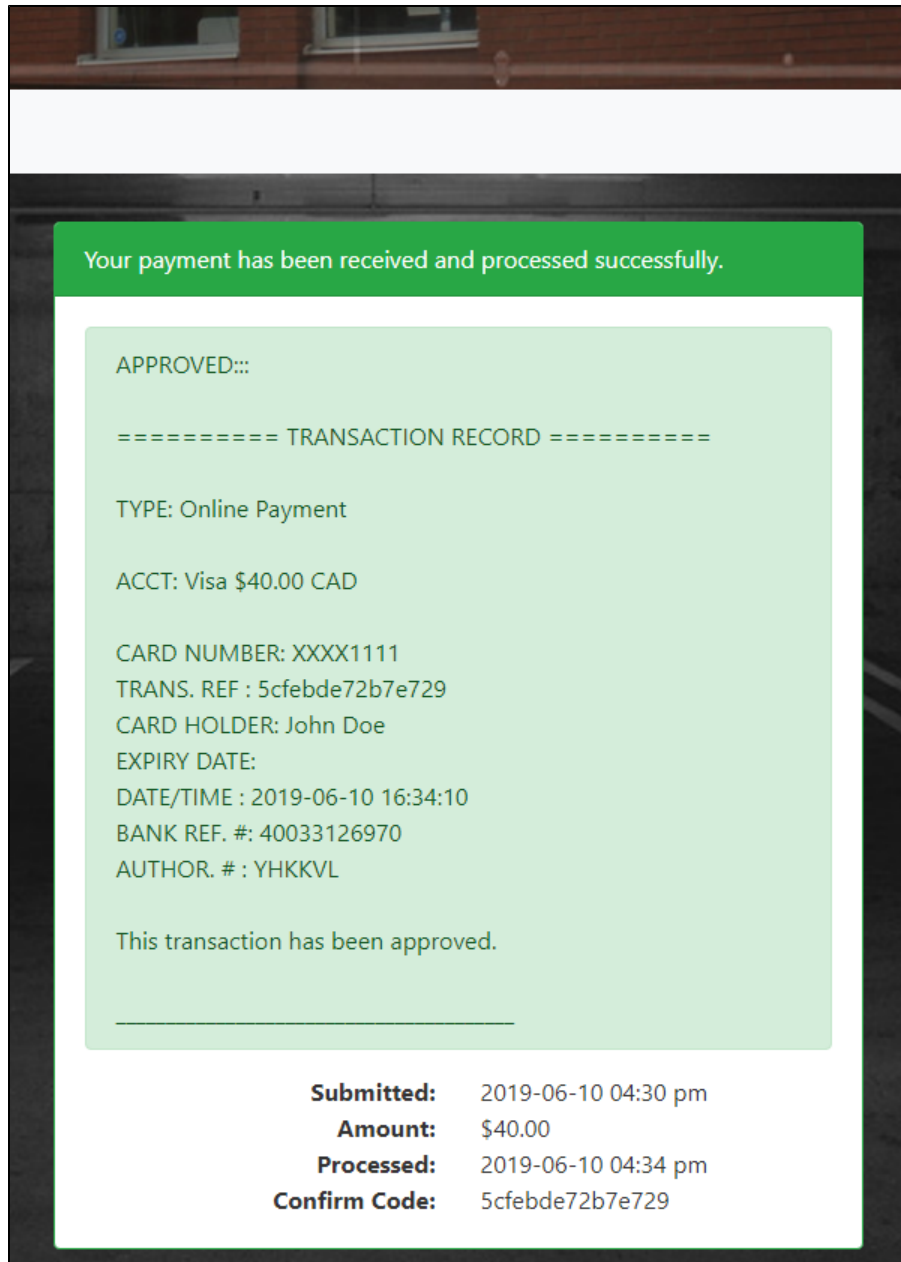 Your payment has been received and processed successfully.
APPROVED:::
========== TRANSACTION RECORD ==========
TYPE: Online Payment
ACCT: Visa $40.00 CAD
CARD NUMBER: XXXX1111
TRANS. REF : 5cfebde72b7e729
CARD HOLDER: John Doe
EXPIRY DATE:
DATE/TIME : 2019-06-10 16:34:10
BANK REF. #: 40033126970
AUTHOR. # : YHKKVL
This transaction has been approved.
________________________________________
Submitted: 2019-06-10 04:30 pm
Amount: $40.00
Processed: 2019-06-10 04:34 pm
Confirm Code: 5cfebde72b7e729